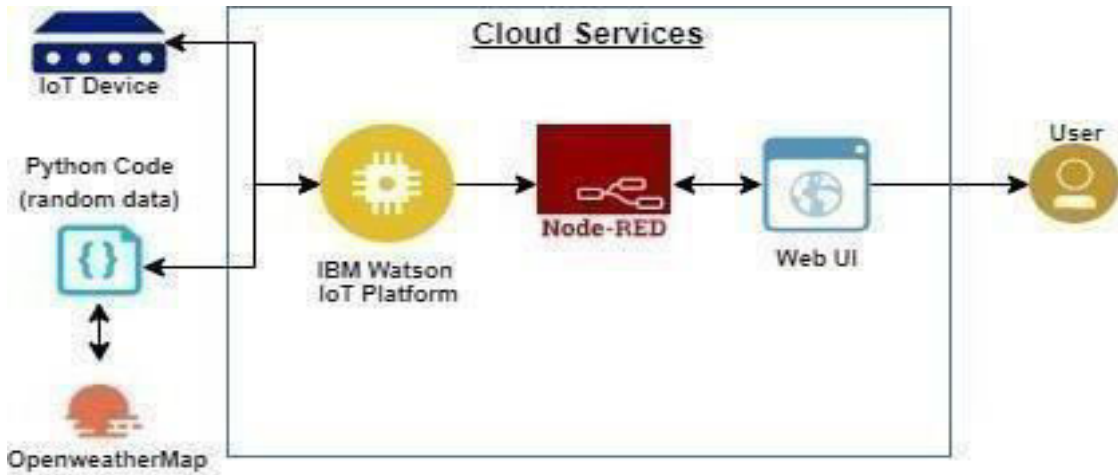 Cloud Services
IoT Device
Python Code
(random data)
{}
OpenweatherMap
IBM Watson
IoT Platform
Node-RED
Web UI
User